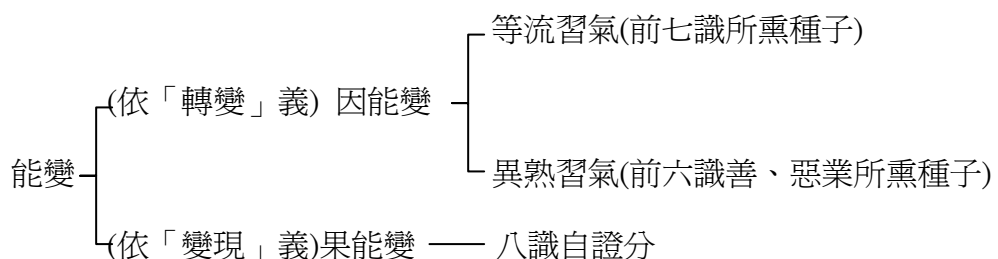 等流習氣(前七識所熏種子)
(依「轉變」義) 因能變
能變
異熟習氣(前六識善、惡業所熏種子)
(依「變現」義)果能變
八識自證分